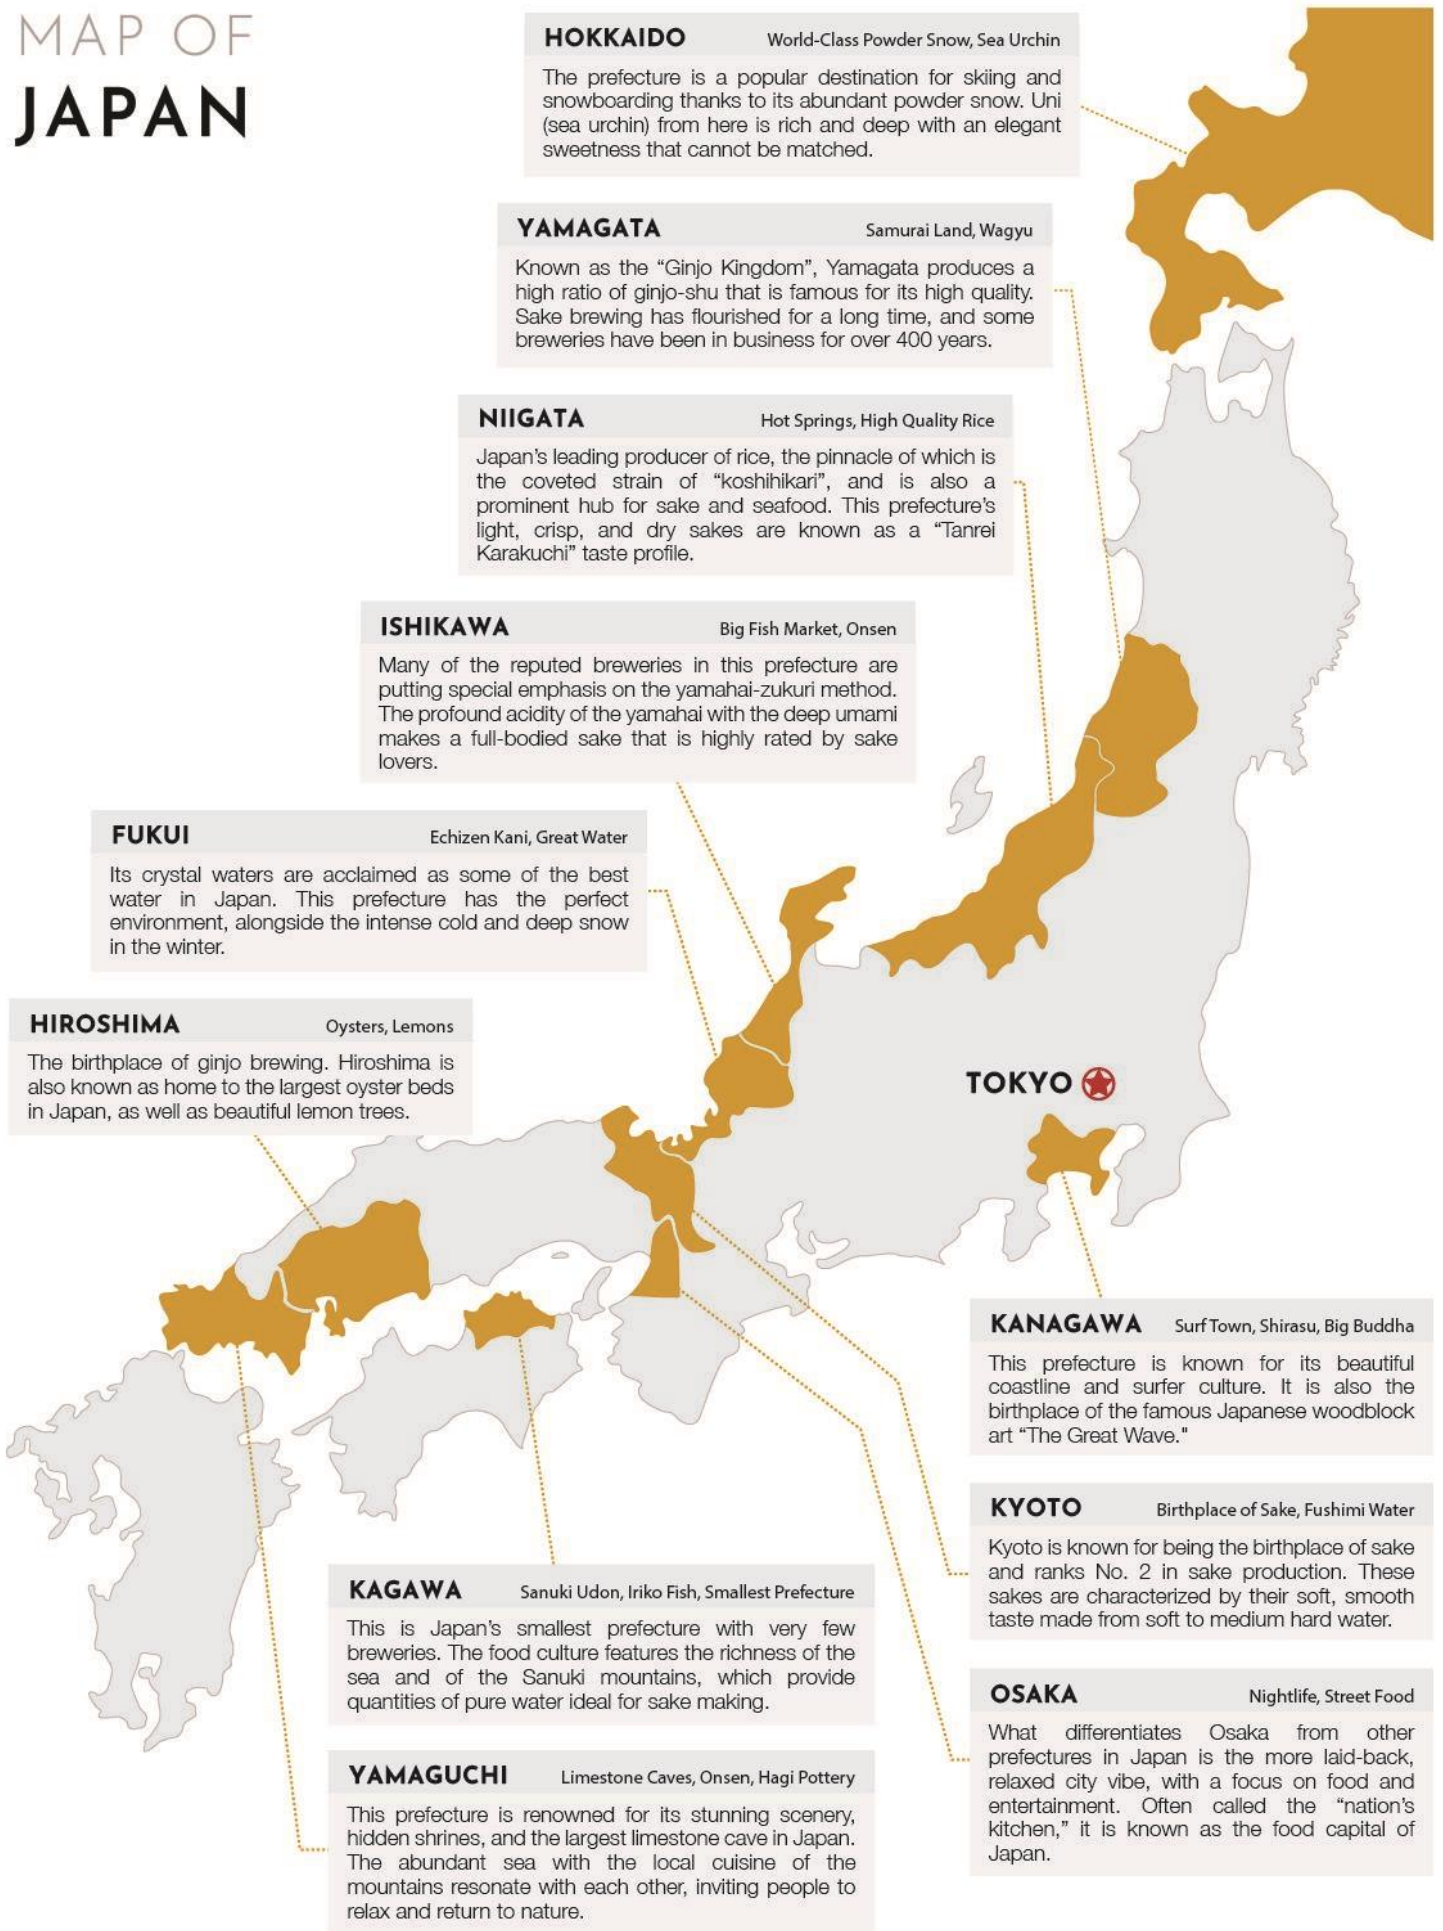 MAP OF
JAPAN
HOKKAIDO World-Class Powder Snow, Sea Urchin
The prefecture is a popular destination for skiing and
snowboarding thanks to its abundant powder snow. Uni
(sea urchin) from here is rich and deep with an elegant
sweetness that cannot be matched.
YAMAGATA Samurai Land, Wagyu
Known as the “Ginjo Kingdom”, Yamagata produces a
high ratio of ginjo-shu that is famous for its high quality.
Sake brewing has flourished for a long time, and some
breweries have been in business for over 400 years.
NIIGATA Hot Springs, High Quality Rice
Japan’s leading producer of rice, the pinnacle of which is
the coveted strain of “koshihikari”, and is also a
prominent hub for sake and seafood. This prefecture’s
light, crisp, and dry sakes are known as a “Tanrei
Karakuchi” taste profile.
ISHIKAWA Big Fish Market, Onsen
Many of the reputed breweries in this prefecture are
putting special emphasis on the yamahai-zukuri method.
The profound acidity of the yamahai with the deep umami
makes a full-bodied sake that is highly rated by sake
lovers.
FUKUI Echizen Kani, Great Water
Its crystal waters are acclaimed as some of the best
water in Japan. This prefecture has the perfect
environment, alongside the intense cold and deep snow
in the winter.
HIROSHIMA Oysters, Lemons
The birthplace of ginjo brewing. Hiroshima is
also known as home to the largest oyster beds
in Japan, as well as beautiful lemon trees.
TOKYO
KANAGAWA Surf Town, Shirasu, Big Buddha
This prefecture is known for its beautiful
coastline and surfer culture. It is also the
birthplace of the famous Japanese woodblock
art “The Great Wave."
KYOTO Birthplace of Sake, Fushimi Water
Kyoto is known for being the birthplace of sake
and ranks No. 2 in sake production. These
sakes are characterized by their soft, smooth
taste made from soft to medium hard water.
KAGAWA Sanuki Udon, Iriko Fish, Smallest Prefecture
This is Japan’s smallest prefecture with very few
breweries. The food culture features the richness of the
sea and of the Sanuki mountains, which provide
quantities of pure water ideal for sake making.
OSAKA Nightlife, Street Food
What differentiates Osaka from other
prefectures in Japan is the more laid-back,
relaxed city vibe, with a focus on food and
entertainment. Often called the “nation’s
kitchen,” it is known as the food capital of
Japan.
YAMAGUCHI Limestone Caves, Onsen, Hagi Pottery
This prefecture is renowned for its stunning scenery,
hidden shrines, and the largest limestone cave in Japan.
The abundant sea with the local cuisine of the
mountains resonate with each other, inviting people to
relax and return to nature.